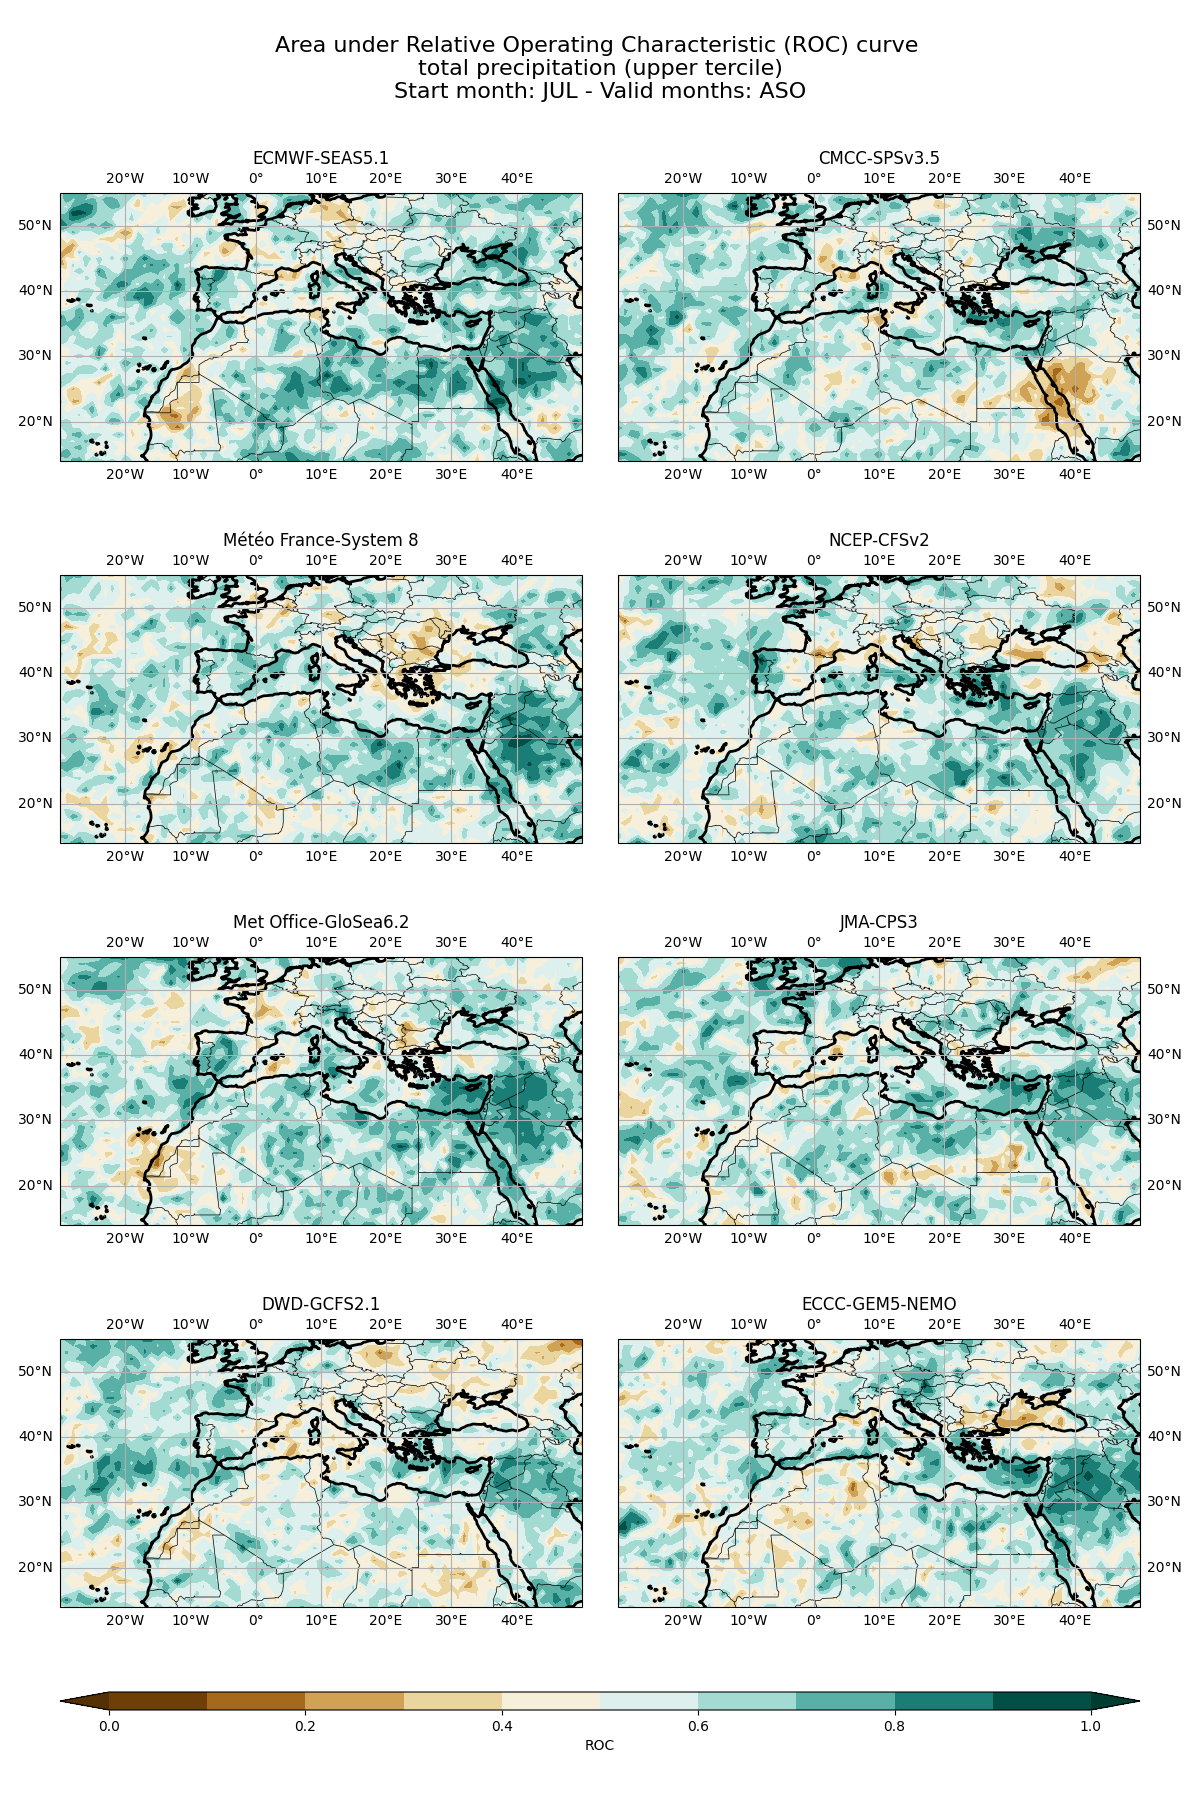 Area under Relative Operating Characteristic (ROC) curve
total precipitation (upper tercile)
Start month: JUL - Valid months: ASO
ECMWF-SEAS5.1
20°W 10°W 0° 10°E 20°E 30°E 40°E
50°N
40°N
30°N
20°N
20°W 10°W 0° 10°E 20°E 30°E 40°E
CMCC-SPSv3.5
20°W 10°W 0° 10°E 20°E 30°E 40°E
50°N
40°N
30°N
20°N
20°W 10°W 0° 10°E 20°E 30°E 40°E
Météo France-System 8
20°W 10°W 0° 10°E 20°E 30°E 40°E
50°N
40°N
30°N
20°N
20°W 10°W 0° 10°E 20°E 30°E 40°E
NCEP-CFSv2
20°W 10°W 0° 10°E 20°E 30°E 40°E
50°N
40°N
30°N
20°N
20°W 10°W 0° 10°E 20°E 30°E 40°E
Met Office-GloSea6.2
20°W 10°W 0° 10°E 20°E 30°E 40°E
50°N
40°N
30°N
20°N
20°W 10°W 0° 10°E 20°E 30°E 40°E
JMA-CPS3
20°W 10°W 0° 10°E 20°E 30°E 40°E
50°N
40°N
30°N
20°N
20°W 10°W 0° 10°E 20°E 30°E 40°E
DWD-GCFS2.1
20°W 10°W 0° 10°E 20°E 30°E 40°E
50°N
40°N
30°N
20°N
20°W 10°W 0° 10°E 20°E 30°E 40°E
ECCC-GEM5-NEMO
20°W 10°W 0° 10°E 20°E 30°E 40°E
50°N
40°N
30°N
20°N
20°W 10°W 0° 10°E 20°E 30°E 40°E
0.0 0.2 0.4 0.6 0.8 1.0
ROC